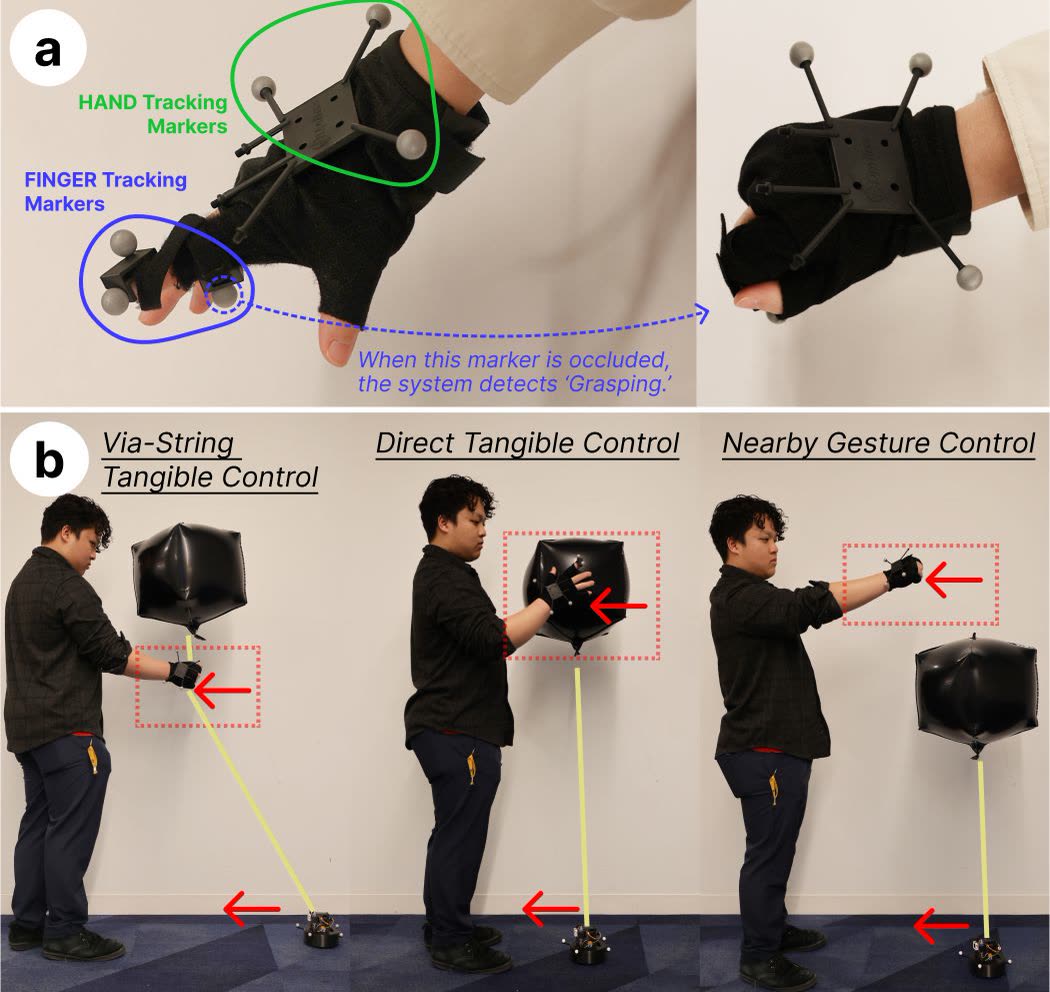 a
HAND Tracking
Markers
FINGER Tracking
Markers
When this marker is occluded,
the system detects ‘Grasping.’
b
Via-String
Tangible Control
Direct Tangible Control
Nearby Gesture Control